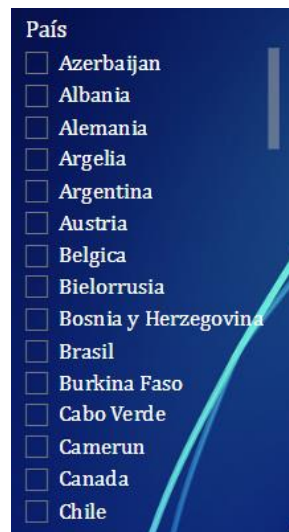 País
Azerbaijan
Albania
Alemania
Argelia
Argentina
Austria
Belgica
Bielorrusia
Bosnia y Herzegovina
Brasil
Burkina Faso
Cabo Verde
Camerun
Canada
Chile